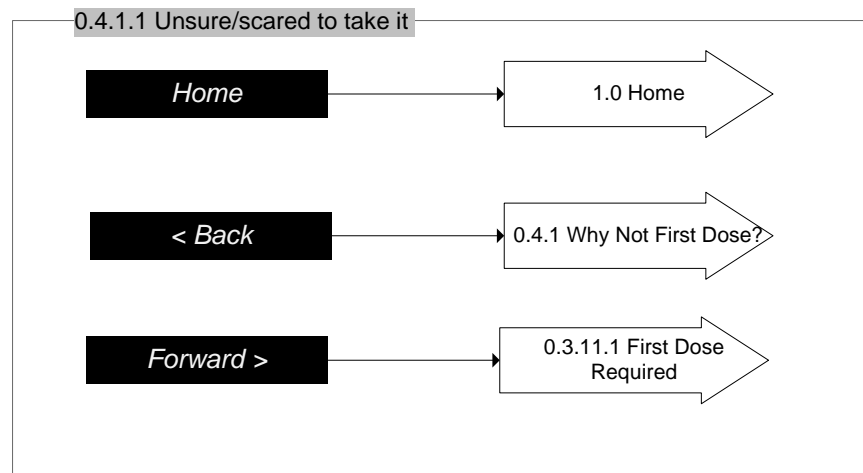 0.4.1.1 Unsure/scared to take it
Home
1.0 Home
< Back
0.4.1 Why Not First Dose?
Forward >
0.3.11.1 First Dose
Required